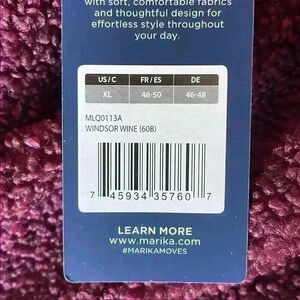 with soft, comfortable fabrics
and thoughtful design for
effortless style throughout
your day.
US/C FR/ES DE
XL 48-50 46-48
MLQ0113A
WINDSOR WINE (60B)
7 45934 35760 7
LEARN MORE
www.marika.com
#MARIKAMOVES